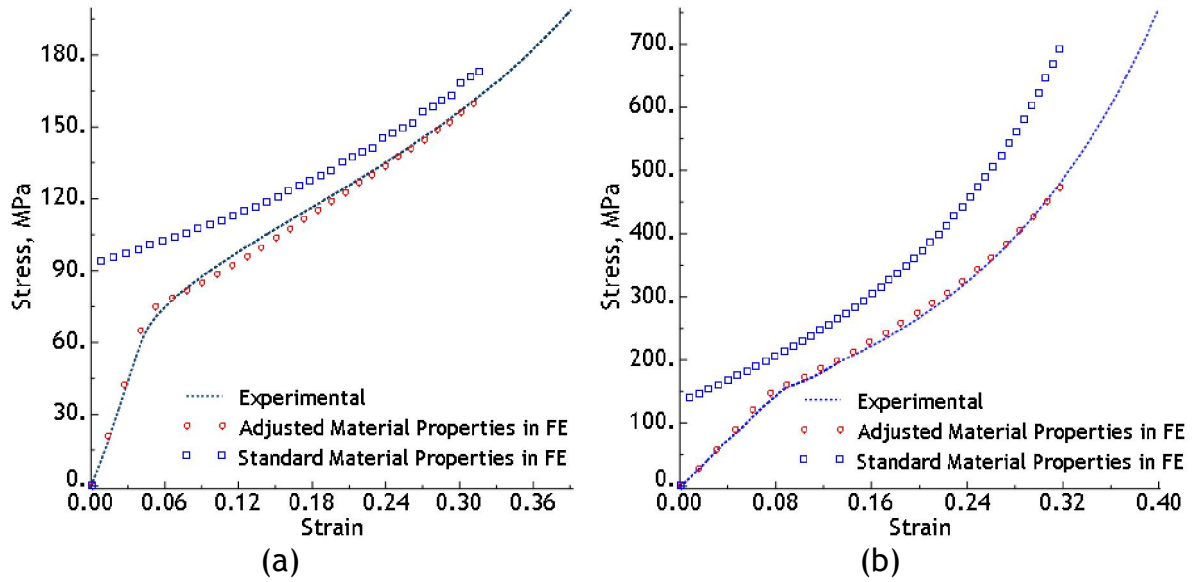 180.
150.
120.
90.
60.
30.
0.
Stress, MPa
Experimental
Adjusted Material Properties in FE
Standard Material Properties in FE
0.00 0.06 0.12 0.18 0.24 0.30 0.36
Strain
(a)
700.
600.
500.
400.
300.
200.
100.
0.
Stress, MPa
Experimental
Adjusted Material Properties in FE
Standard Material Properties in FE
0.00 0.08 0.16 0.24 0.32 0.40
Strain
(b)